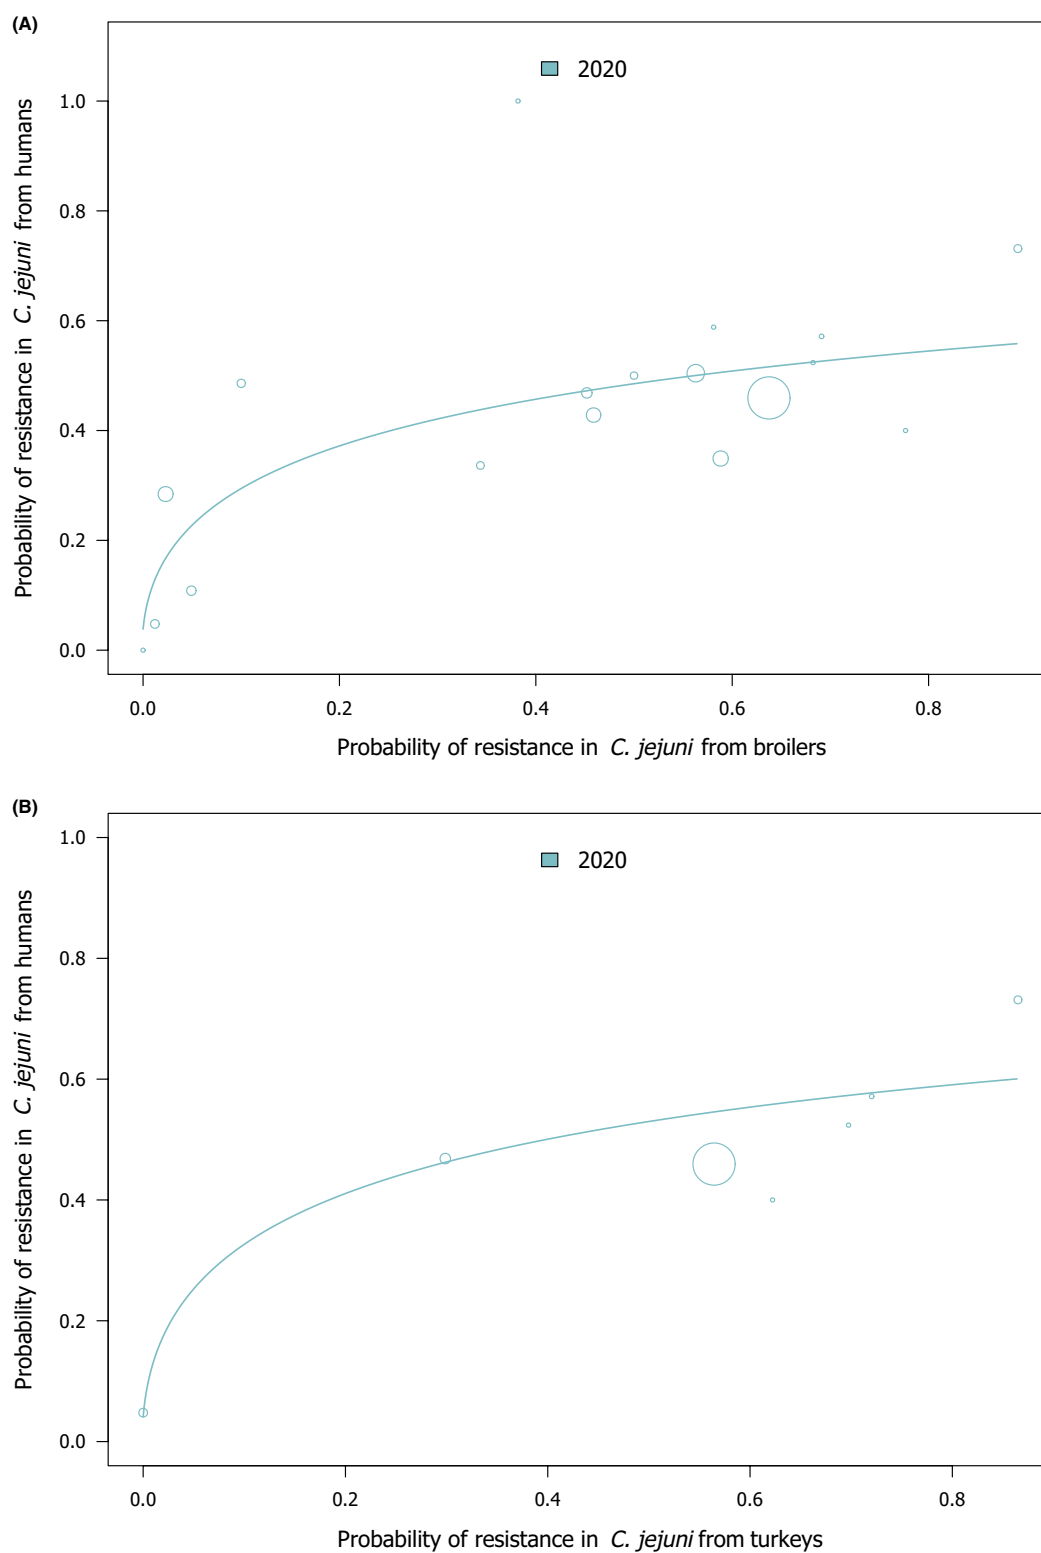 (A)
2020
1.0
0.8
0.6
0.4
0.2
0.0
Probability of resistance in C. jejuni from humans
0.0 0.2 0.4 0.6 0.8
Probability of resistance in C. jejuni from broilers
(B)
2020
1.0
0.8
0.6
0.4
0.2
0.0
Probability of resistance in C. jejuni from humans
0.0 0.2 0.4 0.6 0.8
Probability of resistance in C. jejuni from turkeys